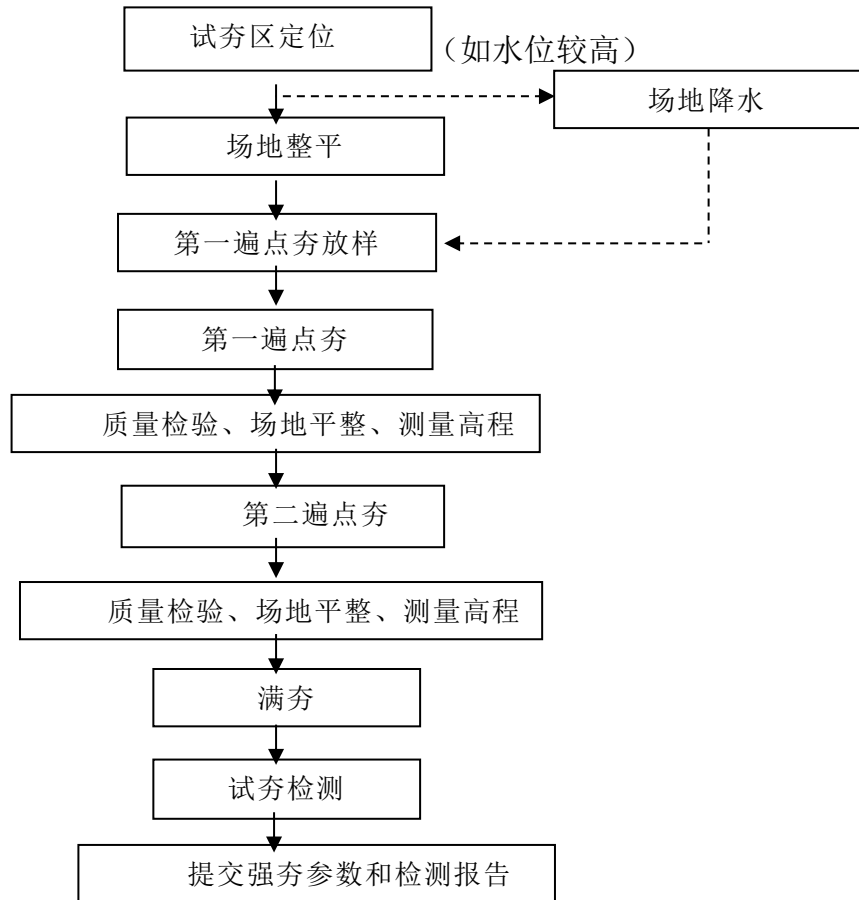 试夯区定位
（如水位较高）
场地降水
场地整平
第一遍点夯放样
第一遍点夯
质量检验、场地平整、测量高程
第二遍点夯
质量检验、场地平整、测量高程
满夯
试夯检测
提交强夯参数和检测报告